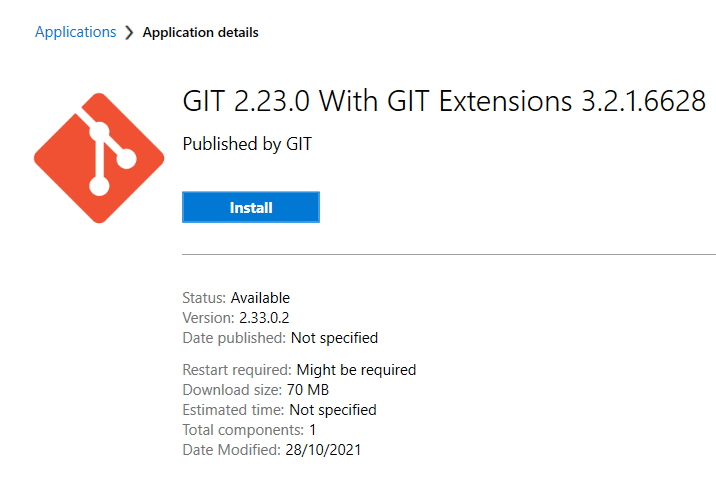 Applications > Application details
GIT 2.23.0 With GIT Extensions 3.2.1.6628
Published by GIT
Install
Status: Available
Version: 2.33.0.2
Date published: Not specified
Restart required: Might be required
Download size: 70 MB
Estimated time: Not specified
Total components: 1
Date Modified: 28/10/2021